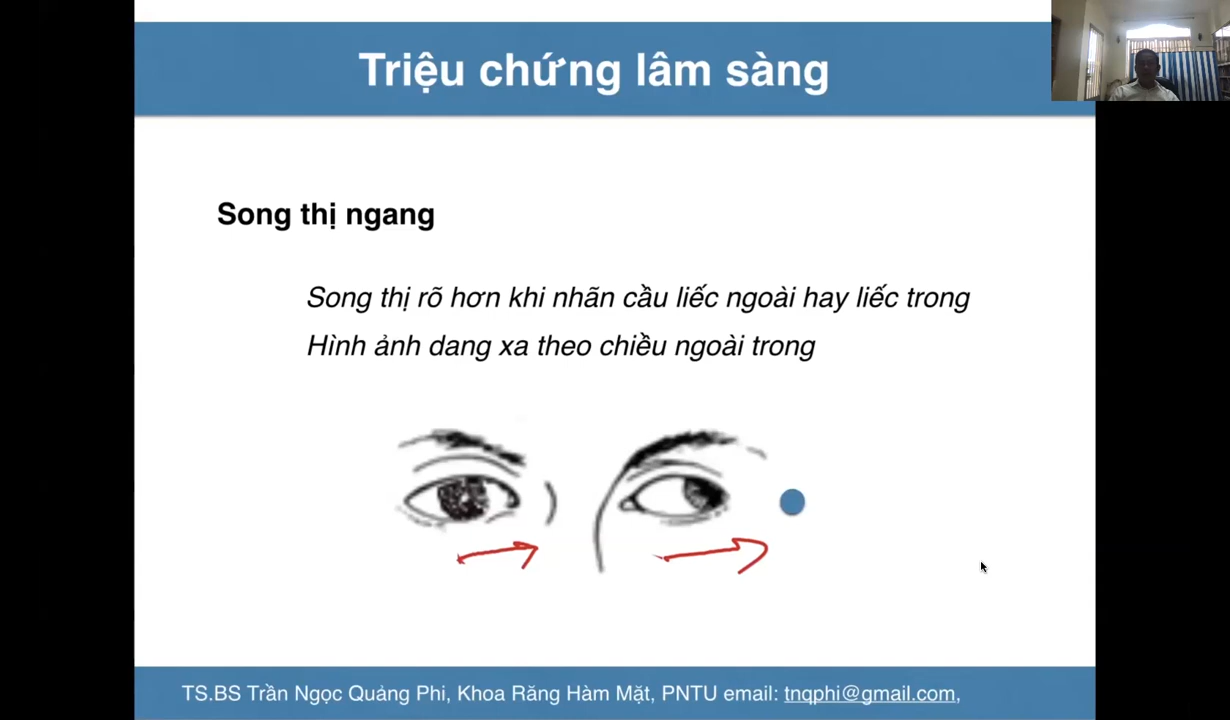 Triệu chứng lâm sàng
Song thị ngang
Song thị rõ hơn khi nhãn cầu liếc ngoài hay liếc trong
Hình ảnh dang xa theo chiều ngoài trong
TS.BS Trần Ngọc Quảng Phi, Khoa Răng Hàm Mặt, PNTU email: tnqphi@gmail.com,